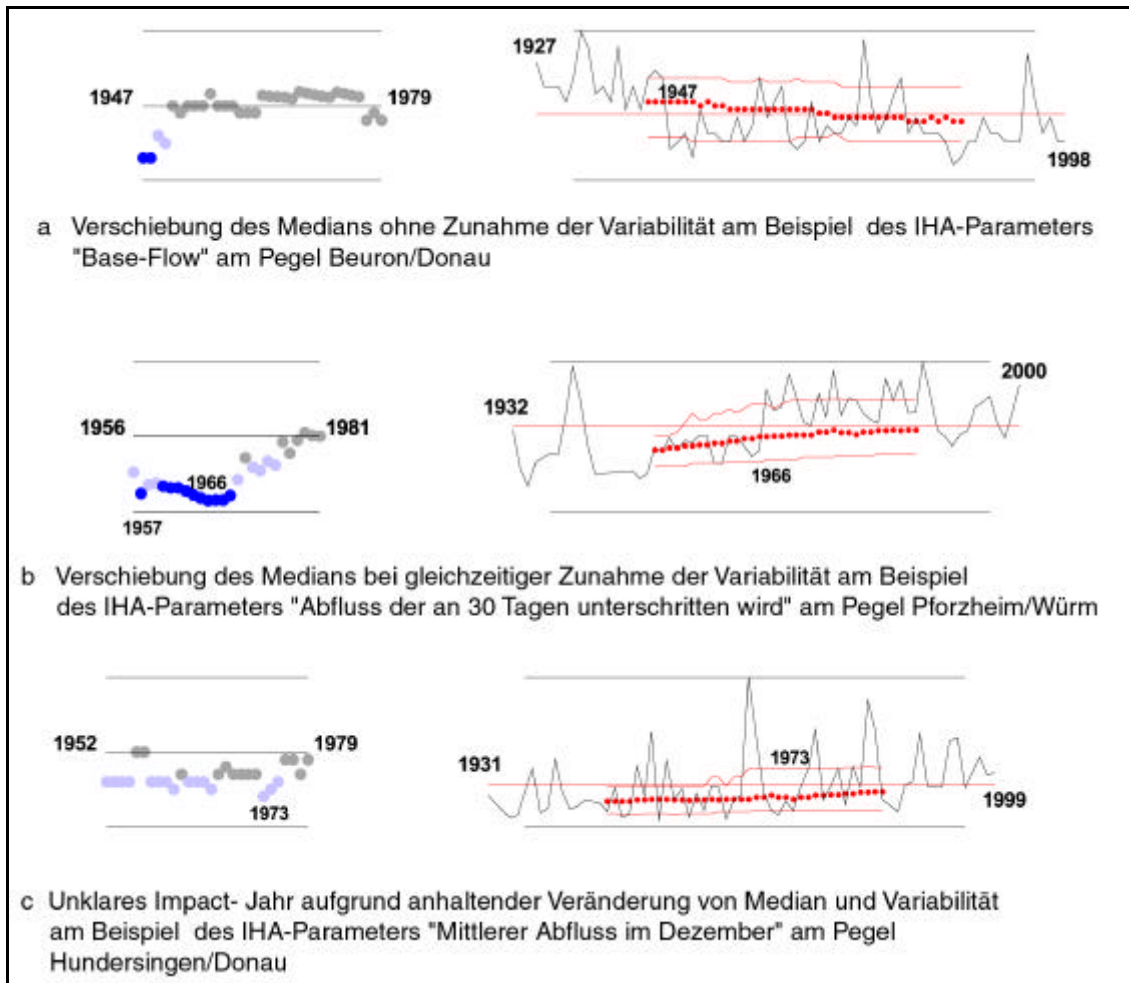 1927
1947
1947
1979
1998
a Verschiebung des Medians ohne Zunahme der Variabilität am Beispiel des IHA-Parameters
"Base-Flow" am Pegel Beuron/Donau
2000
1932
1956
1981
1966
1966
1957
b Verschiebung des Medians bei gleichzeitiger Zunahme der Variabilität am Beispiel
des IHA-Parameters "Abfluss der an 30 Tagen unterschritten wird" am Pegel Pforzheim/Würm
1952
1979
1973
1931
1973
1999
c Unklares Impact- Jahr aufgrund anhaltender Veränderung von Median und Variabilität
am Beispiel des IHA-Parameters "Mittlerer Abfluss im Dezember" am Pegel
Hundersingen/Donau